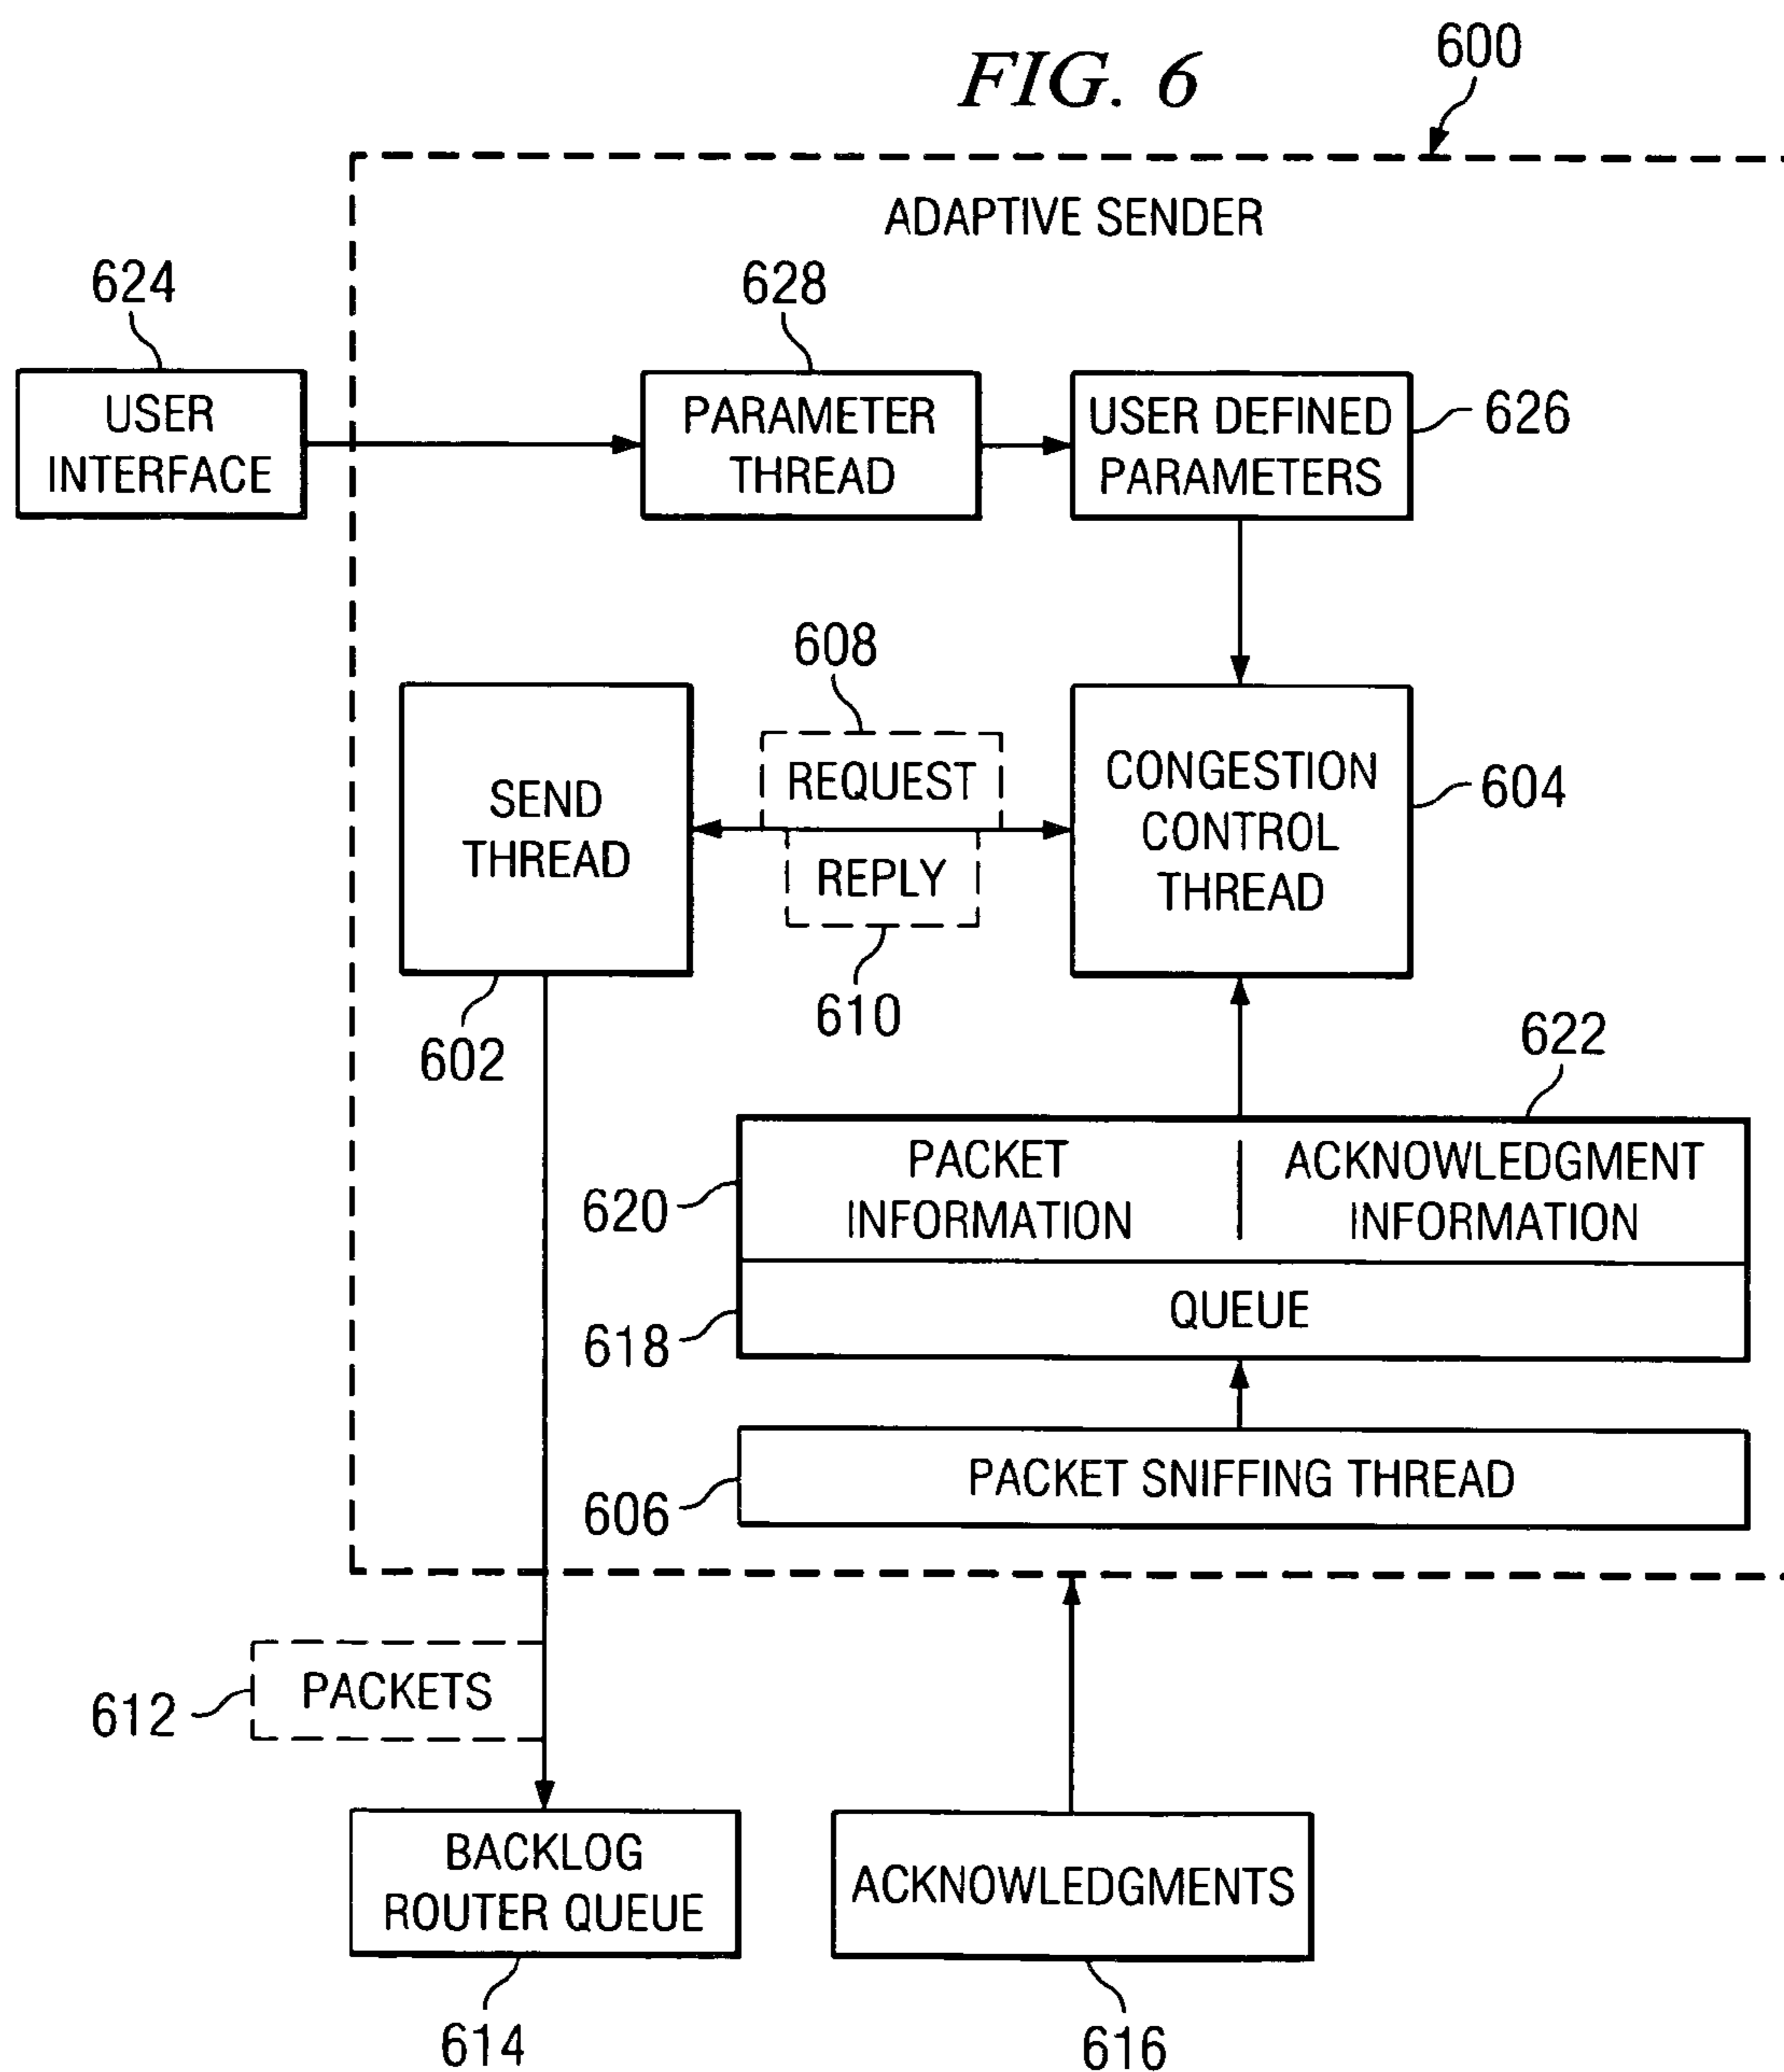 FIG. 6
600
ADAPTIVE SENDER
624
628
USER
INTERFACE
PARAMETER
THREAD
USER DEFINED
PARAMETERS
626
608
SEND
THREAD
REQUEST
REPLY
CONGESTION
CONTROL
THREAD
604
602
610
622
620
PACKET
INFORMATION
ACKNOWLEDGMENT
INFORMATION
618
QUEUE
606
PACKET SNIFFING THREAD
612
PACKETS
BACKLOG
ROUTER QUEUE
ACKNOWLEDGMENTS
614
616